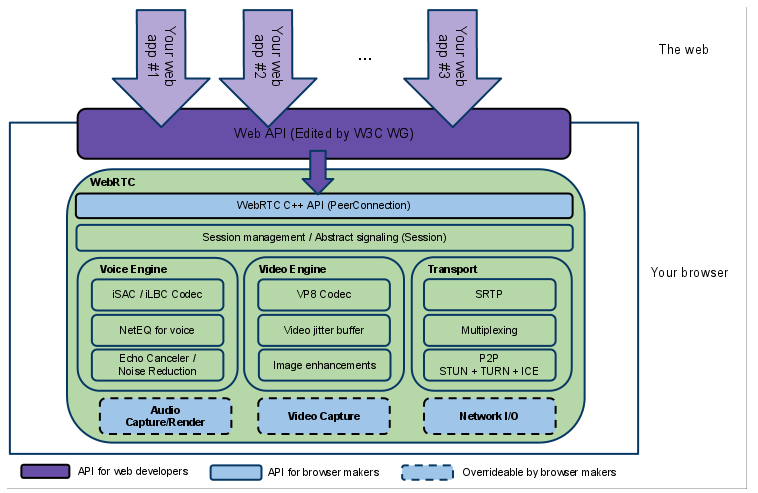 Your web
app #1
Your web
app #2
...
Your web
app #3
The web
Web API (Edited by W3C WG)
WebRTC
WebRTC C++ API (PeerConnection)
Session management / Abstract signaling (Session)
Your browser
Voice Engine
Video Engine
Transport
iSAC / iLBC Codec
VP8 Codec
SRTP
NetEQ for voice
Video jitter buffer
Multiplexing
Echo Canceler /
Noise Reduction
Image enhancements
P2P
STUN + TURN + ICE
Audio
Capture/Render
Video Capture
Network I/O
API for web developers
API for browser makers
Overrideable by browser makers